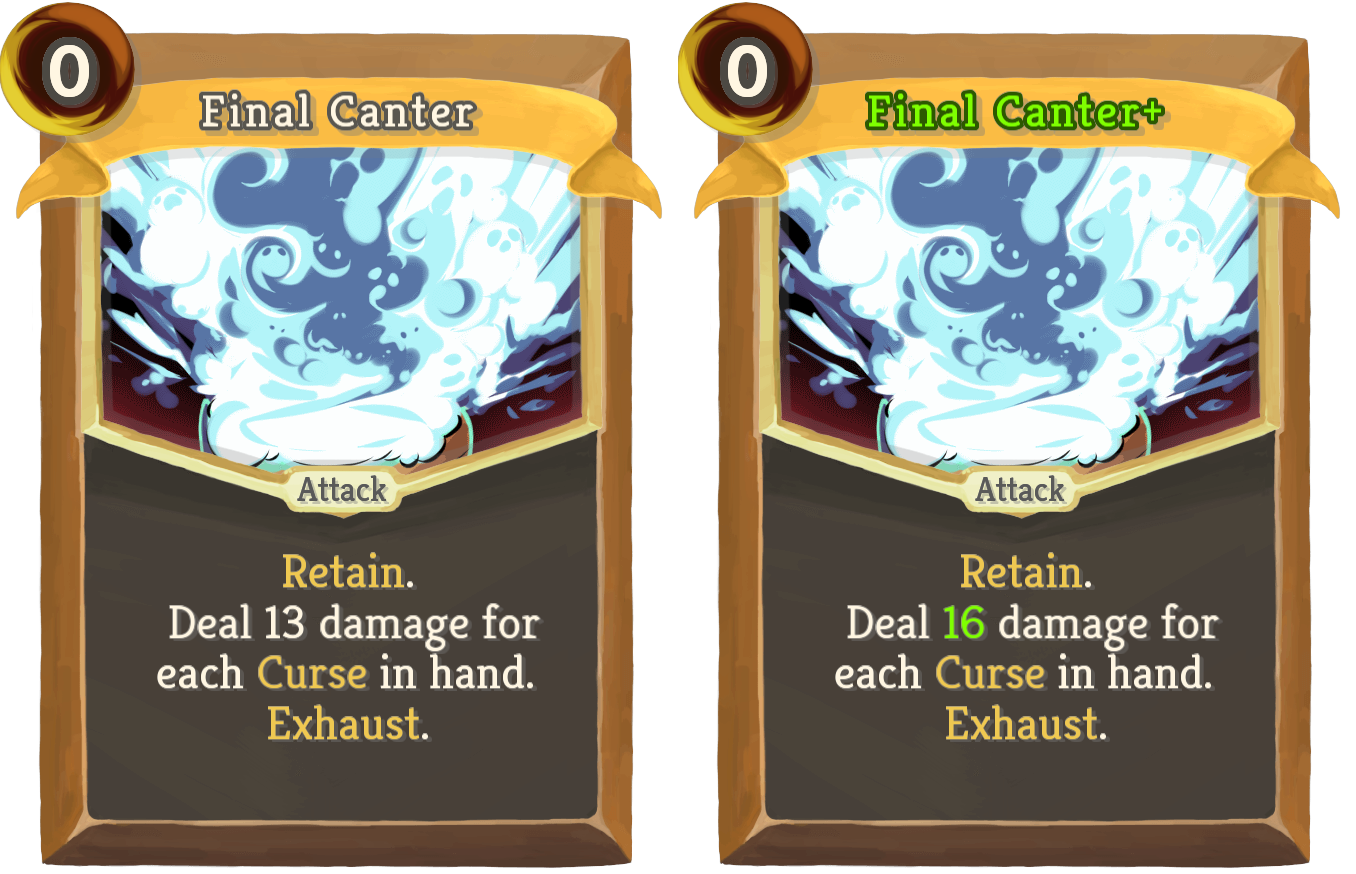 0
Final Canter
Attack
Retain.
Deal 13 damage for
each Curse in hand.
Exhaust.
0
Final Canter+
Attack
Retain.
Deal 16 damage for
each Curse in hand.
Exhaust.